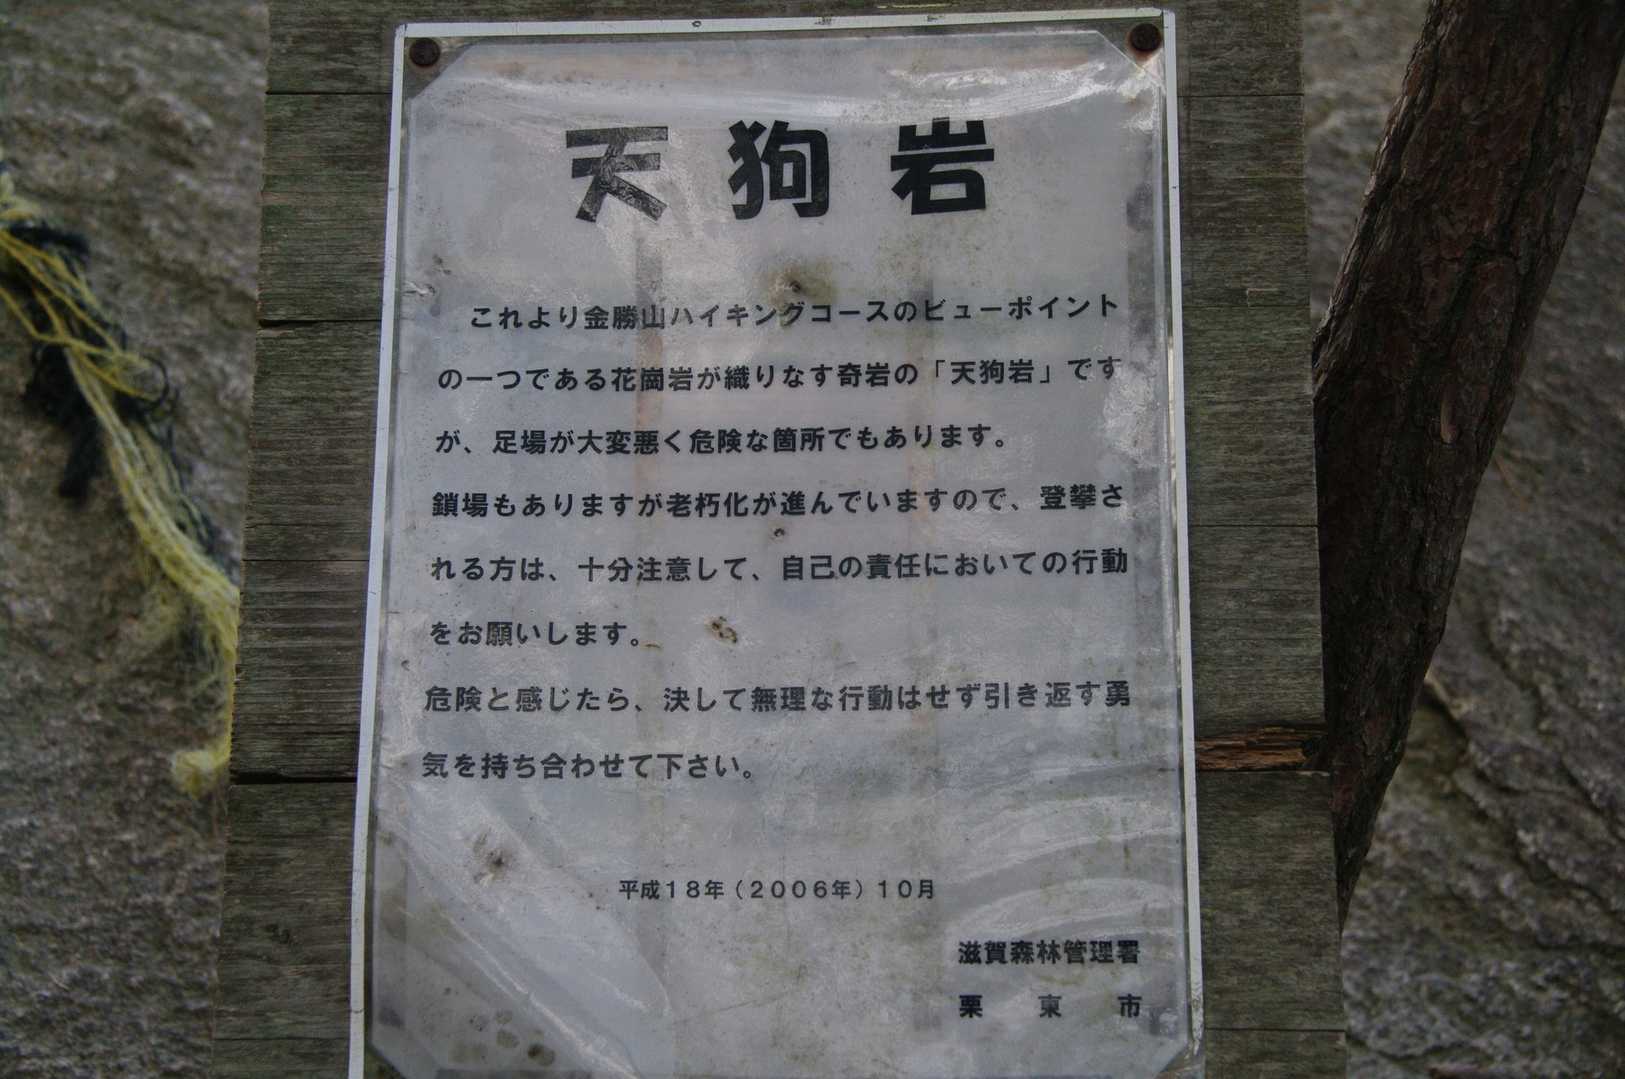 天狗岩
これより金勝山ハイキングコースのビューポイント
の一つである花崗岩が織りなす奇岩の「天狗岩」です
が、足場が大変悪く危険な箇所でもあります。
鎖場もありますが老朽化が進んでいますので、登攀さ
れる方は、十分注意して、自己の責任においての行動
をお願いします。
危険と感じたら、決して無理な行動はせず引き返す勇
気を持ち合わせて下さい。
平成18年（2006年）10月
滋賀森林管理署
栗東市